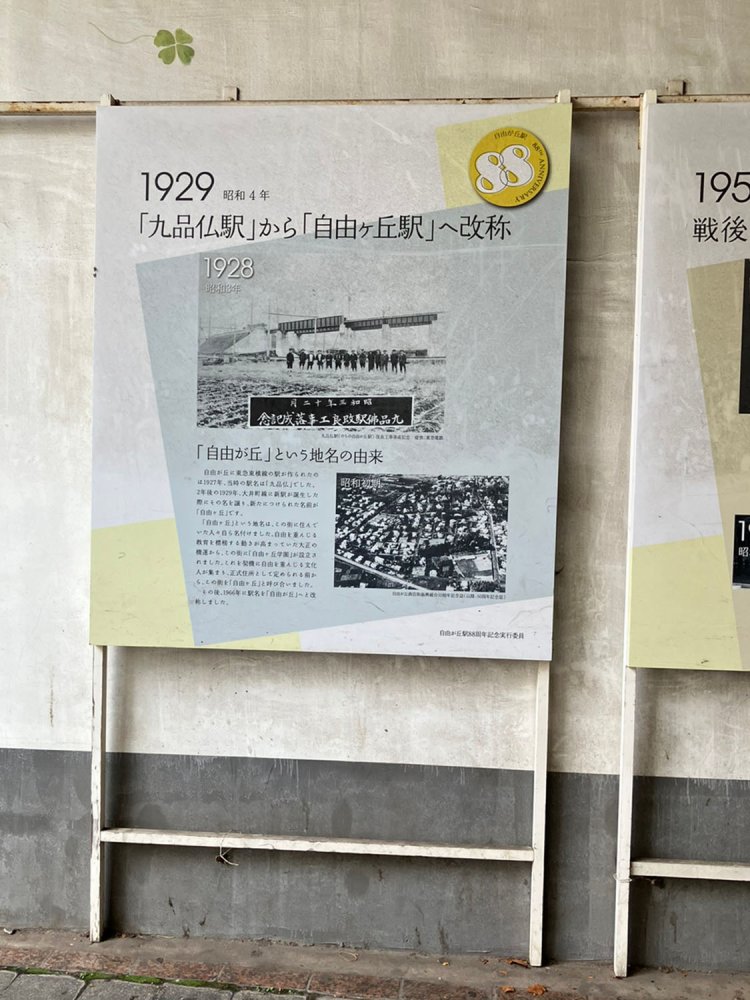 自由が丘駅
88
88TH ANNIVERSARY
1929 昭和4年
「九品仏駅」から「自由ヶ丘駅」へ改称
1928
昭和3年
月二十年三和昭
念記成落事工良改駅佛品九
「自由が丘」という地名の由来
自由が丘に東急東横線の駅が作られたの
は1927年、当時の駅名は「九品仏」でした。
2年後の1929年、大井町線に新駅が誕生した
際にその名を譲り、新たにつけられた名前が
「自由ヶ丘」です。
「自由ヶ丘」という地名は、この街に住んで
いた人々自ら名付けました。自由を重んじる
教育を標榜する動きが高まっていた大正の
機運から、この街に「自由ヶ丘学園」が設立さ
れました。これを契機に自由を重んじる文化
人が集まり、正式住所として定められる前か
ら、この街を「自由ヶ丘」と呼び合いました。
その後、1966年に駅名を「自由が丘」へと改
称しました。
昭和初期
自由が丘駅88周年記念実行委員
195
戦後